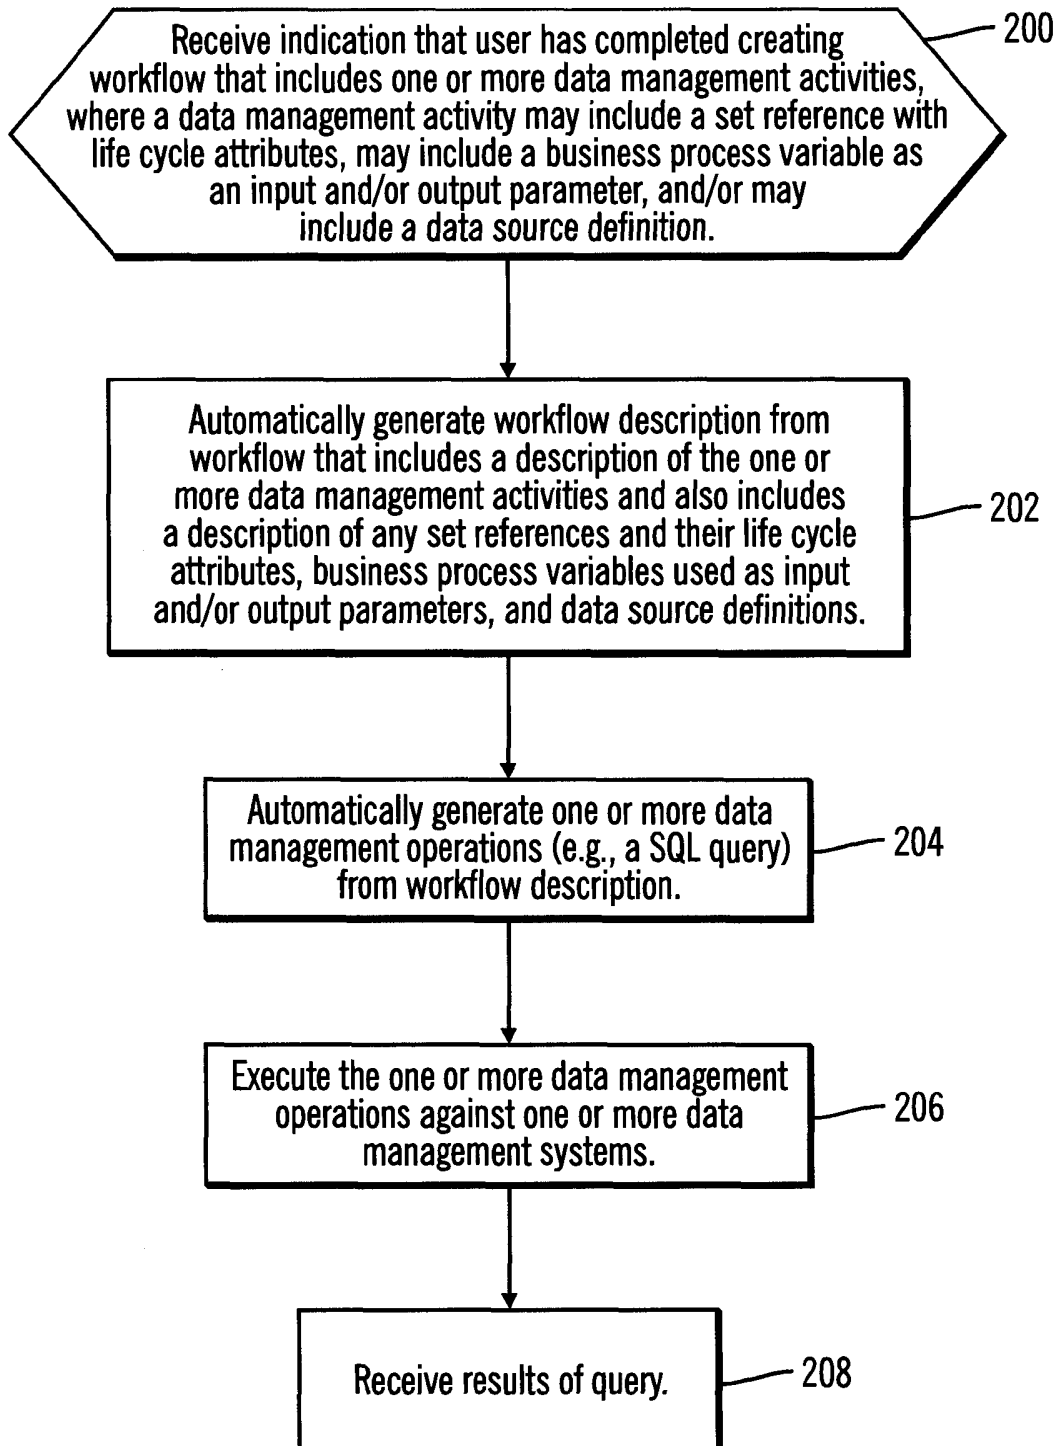 Receive indication that user has completed creating
workflow that includes one or more data management activities,
where a data management activity may include a set reference with
life cycle attributes, may include a business process variable as
an input and/or output parameter, and/or may
include a data source definition.
200
Automatically generate workflow description from
workflow that includes a description of the one or
more data management activities and also includes
a description of any set references and their life cycle
attributes, business process variables used as input
and/or output parameters, and data source definitions.
202
Automatically generate one or more data
management operations (e.g., a SQL query)
from workflow description.
204
Execute the one or more data management
operations against one or more data
management systems.
206
Receive results of query.
208